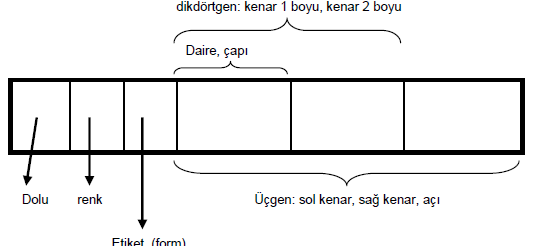 dikdörtgen: kenar 1 boyu, kenar 2 boyu
Daire, çapı
Dolu
renk
Üçgen: sol kenar, sağ kenar, açı
Etiket (form)